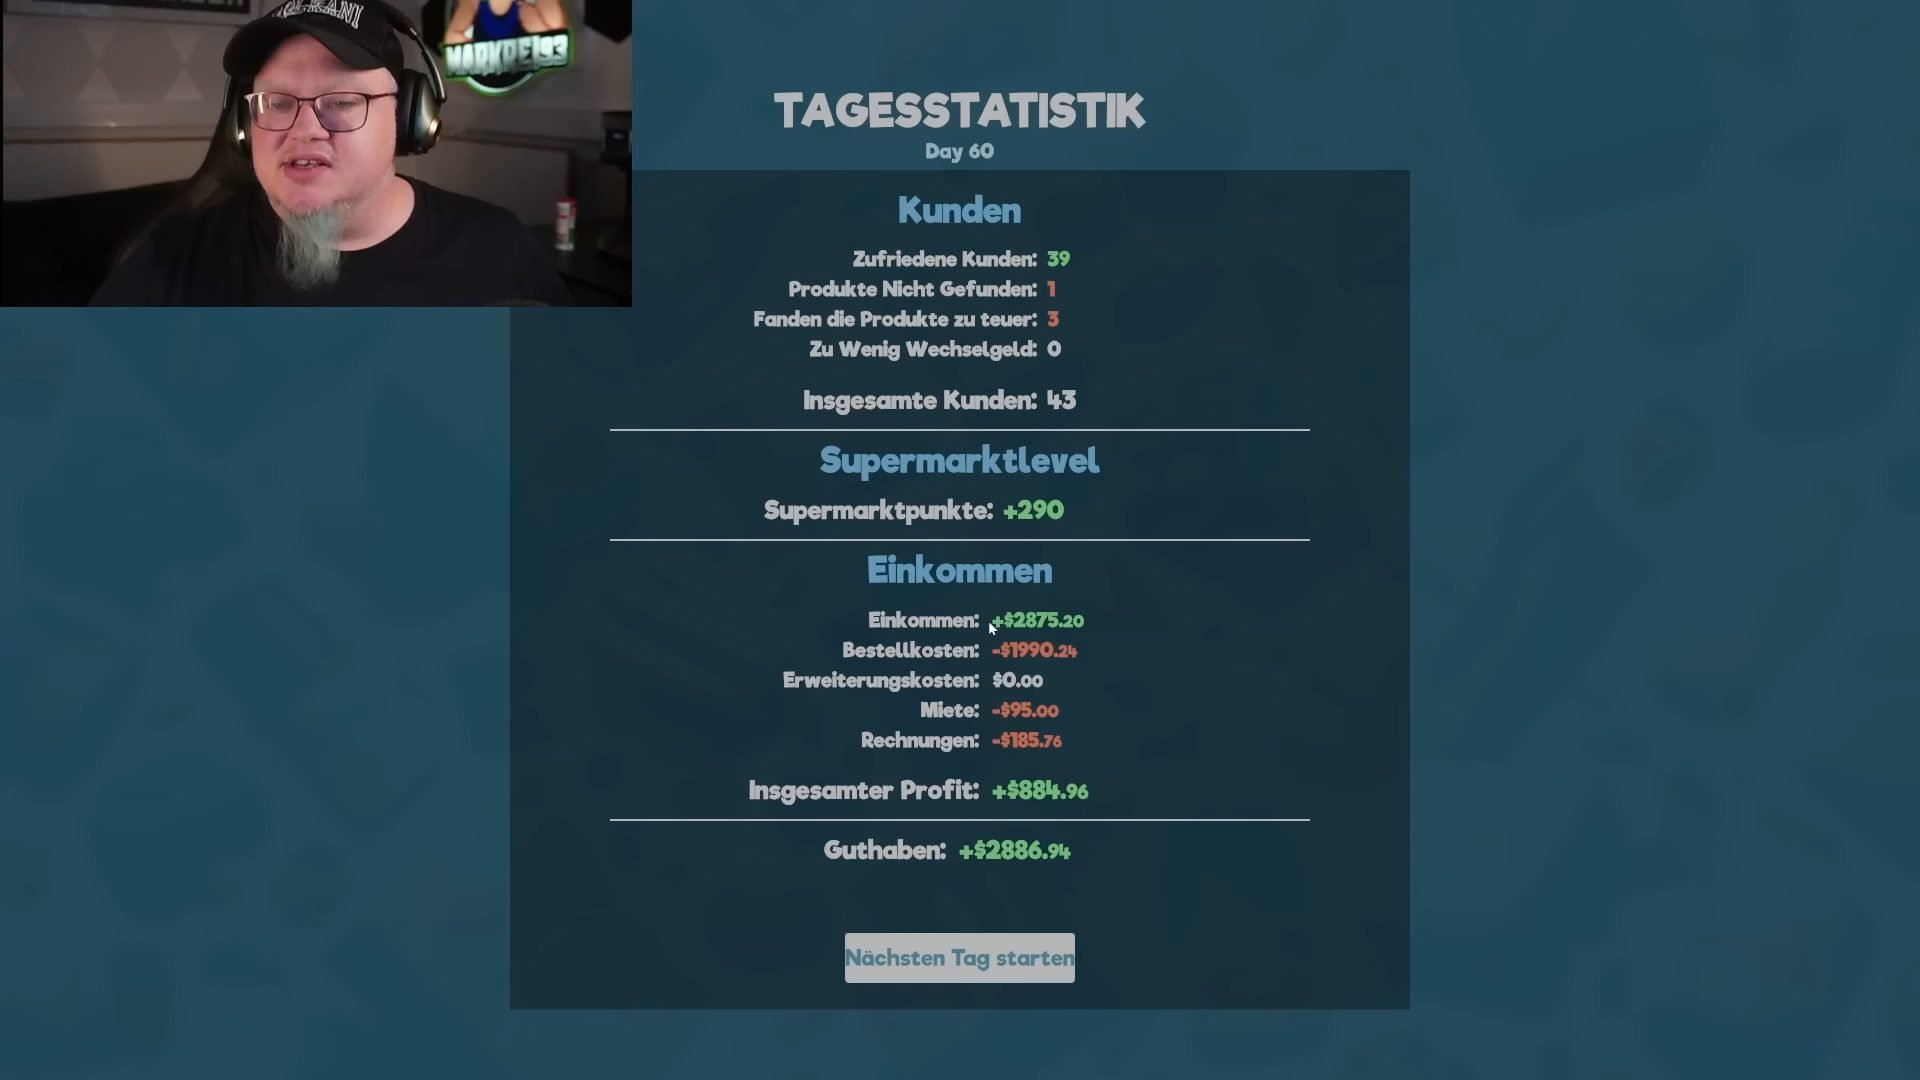 MARKREI93
TAGESSTATISTIK
Day 60
Kunden
Zufriedene Kunden: 39
Produkte Nicht Gefunden: 1
Fanden die Produkte zu teuer: 3
Zu Wenig Wechselgeld: 0
Insgesamte Kunden: 43
Supermarktlevel
Supermarktpunkte: +290
Einkommen
Einkommen: +$2875.20
Bestellkosten: -$1990.24
Erweiterungskosten: $0.00
Miete: -$95.00
Rechnungen: -$185.76
Insgesamter Profit: +$884.96
Guthaben: +$2886.94
Nächsten Tag starten